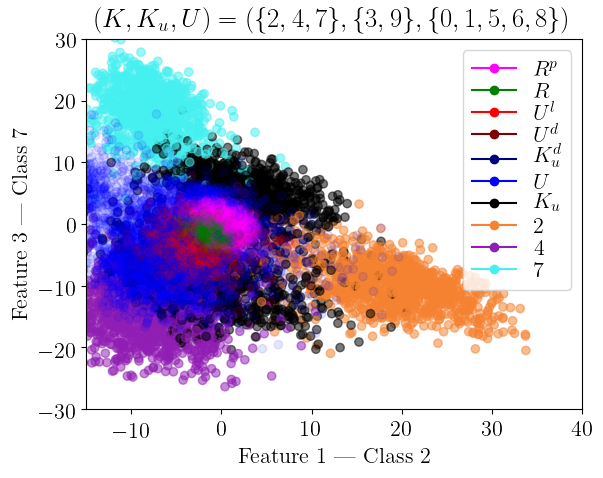 (K, K_u, U) = ({2, 4, 7}, {3, 9}, {0, 1, 5, 6, 8})
30
20
10
0
−10
−20
−30
Feature 3 — Class 7
R^p
R
U^l
U^d
K_u^d
U
K_u
2
4
7
−10
0
10
20
30
40
Feature 1 — Class 2